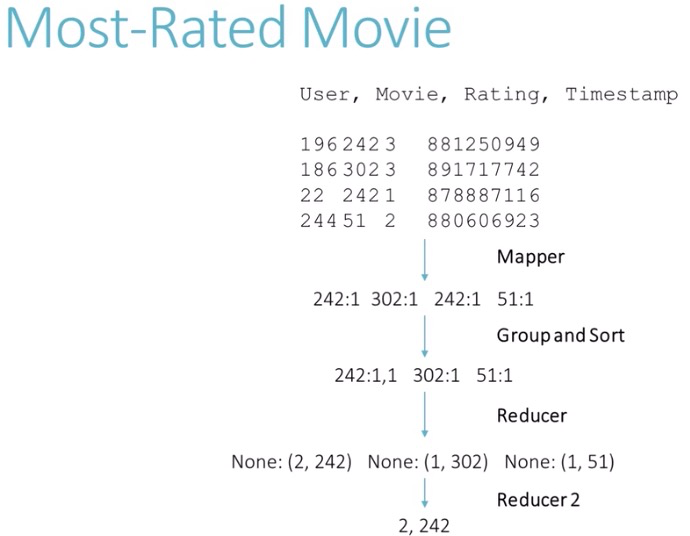 Most-Rated Movie
User, Movie, Rating, Timestamp
196 242 3 881250949
186 302 3 891717742
22 242 1 878887116
244 51 2 880606923
Mapper
242:1 302:1 242:1 51:1
Group and Sort
242:1,1 302:1 51:1
Reducer
None: (2, 242) None: (1, 302) None: (1, 51)
Reducer 2
2, 242